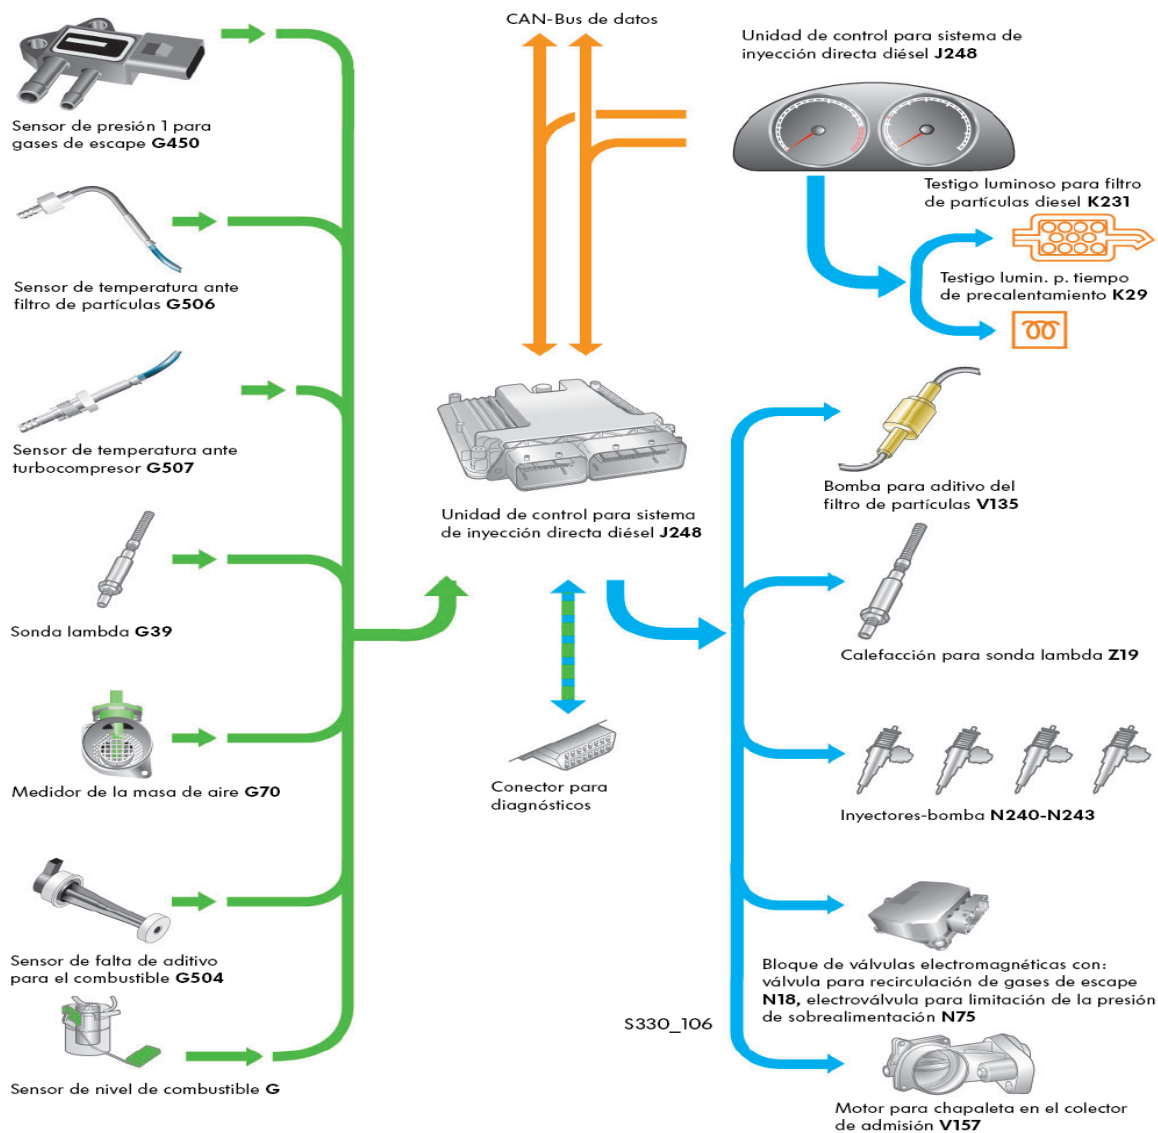 CAN-Bus de datos
Unidad de control para sistema de
inyección directa diésel J248
Sensor de presión 1 para
gases de escape G450
Testigo luminoso para filtro
de partículas diesel K231
Sensor de temperatura ante
filtro de partículas G506
Testigo lumin. p. tiempo
de precalentamiento K29
Sensor de temperatura ante
turbocompresor G507
Bomba para aditivo del
filtro de partículas V135
Unidad de control para sistema
de inyección directa diésel J248
Sonda lambda G39
Calefacción para sonda lambda Z19
Medidor de la masa de aire G70
Conector para
diagnósticos
Inyectores-bomba N240-N243
Sensor de falta de aditivo
para el combustible G504
Bloque de válvulas electromagnéticas con:
válvula para recirculación de gases de escape
N18, electroválvula para limitación de la presión
de sobrealimentación N75
S330_106
Sensor de nivel de combustible G
Motor para chapaleta en el colector
de admisión V157